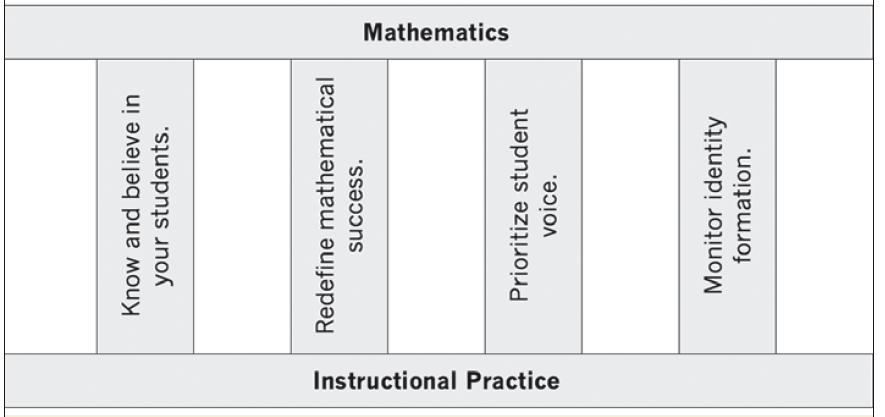 Mathematics
Know and believe in
your students.
Redefine mathematical
success.
Prioritize student
voice.
Monitor identity
formation.
Instructional Practice